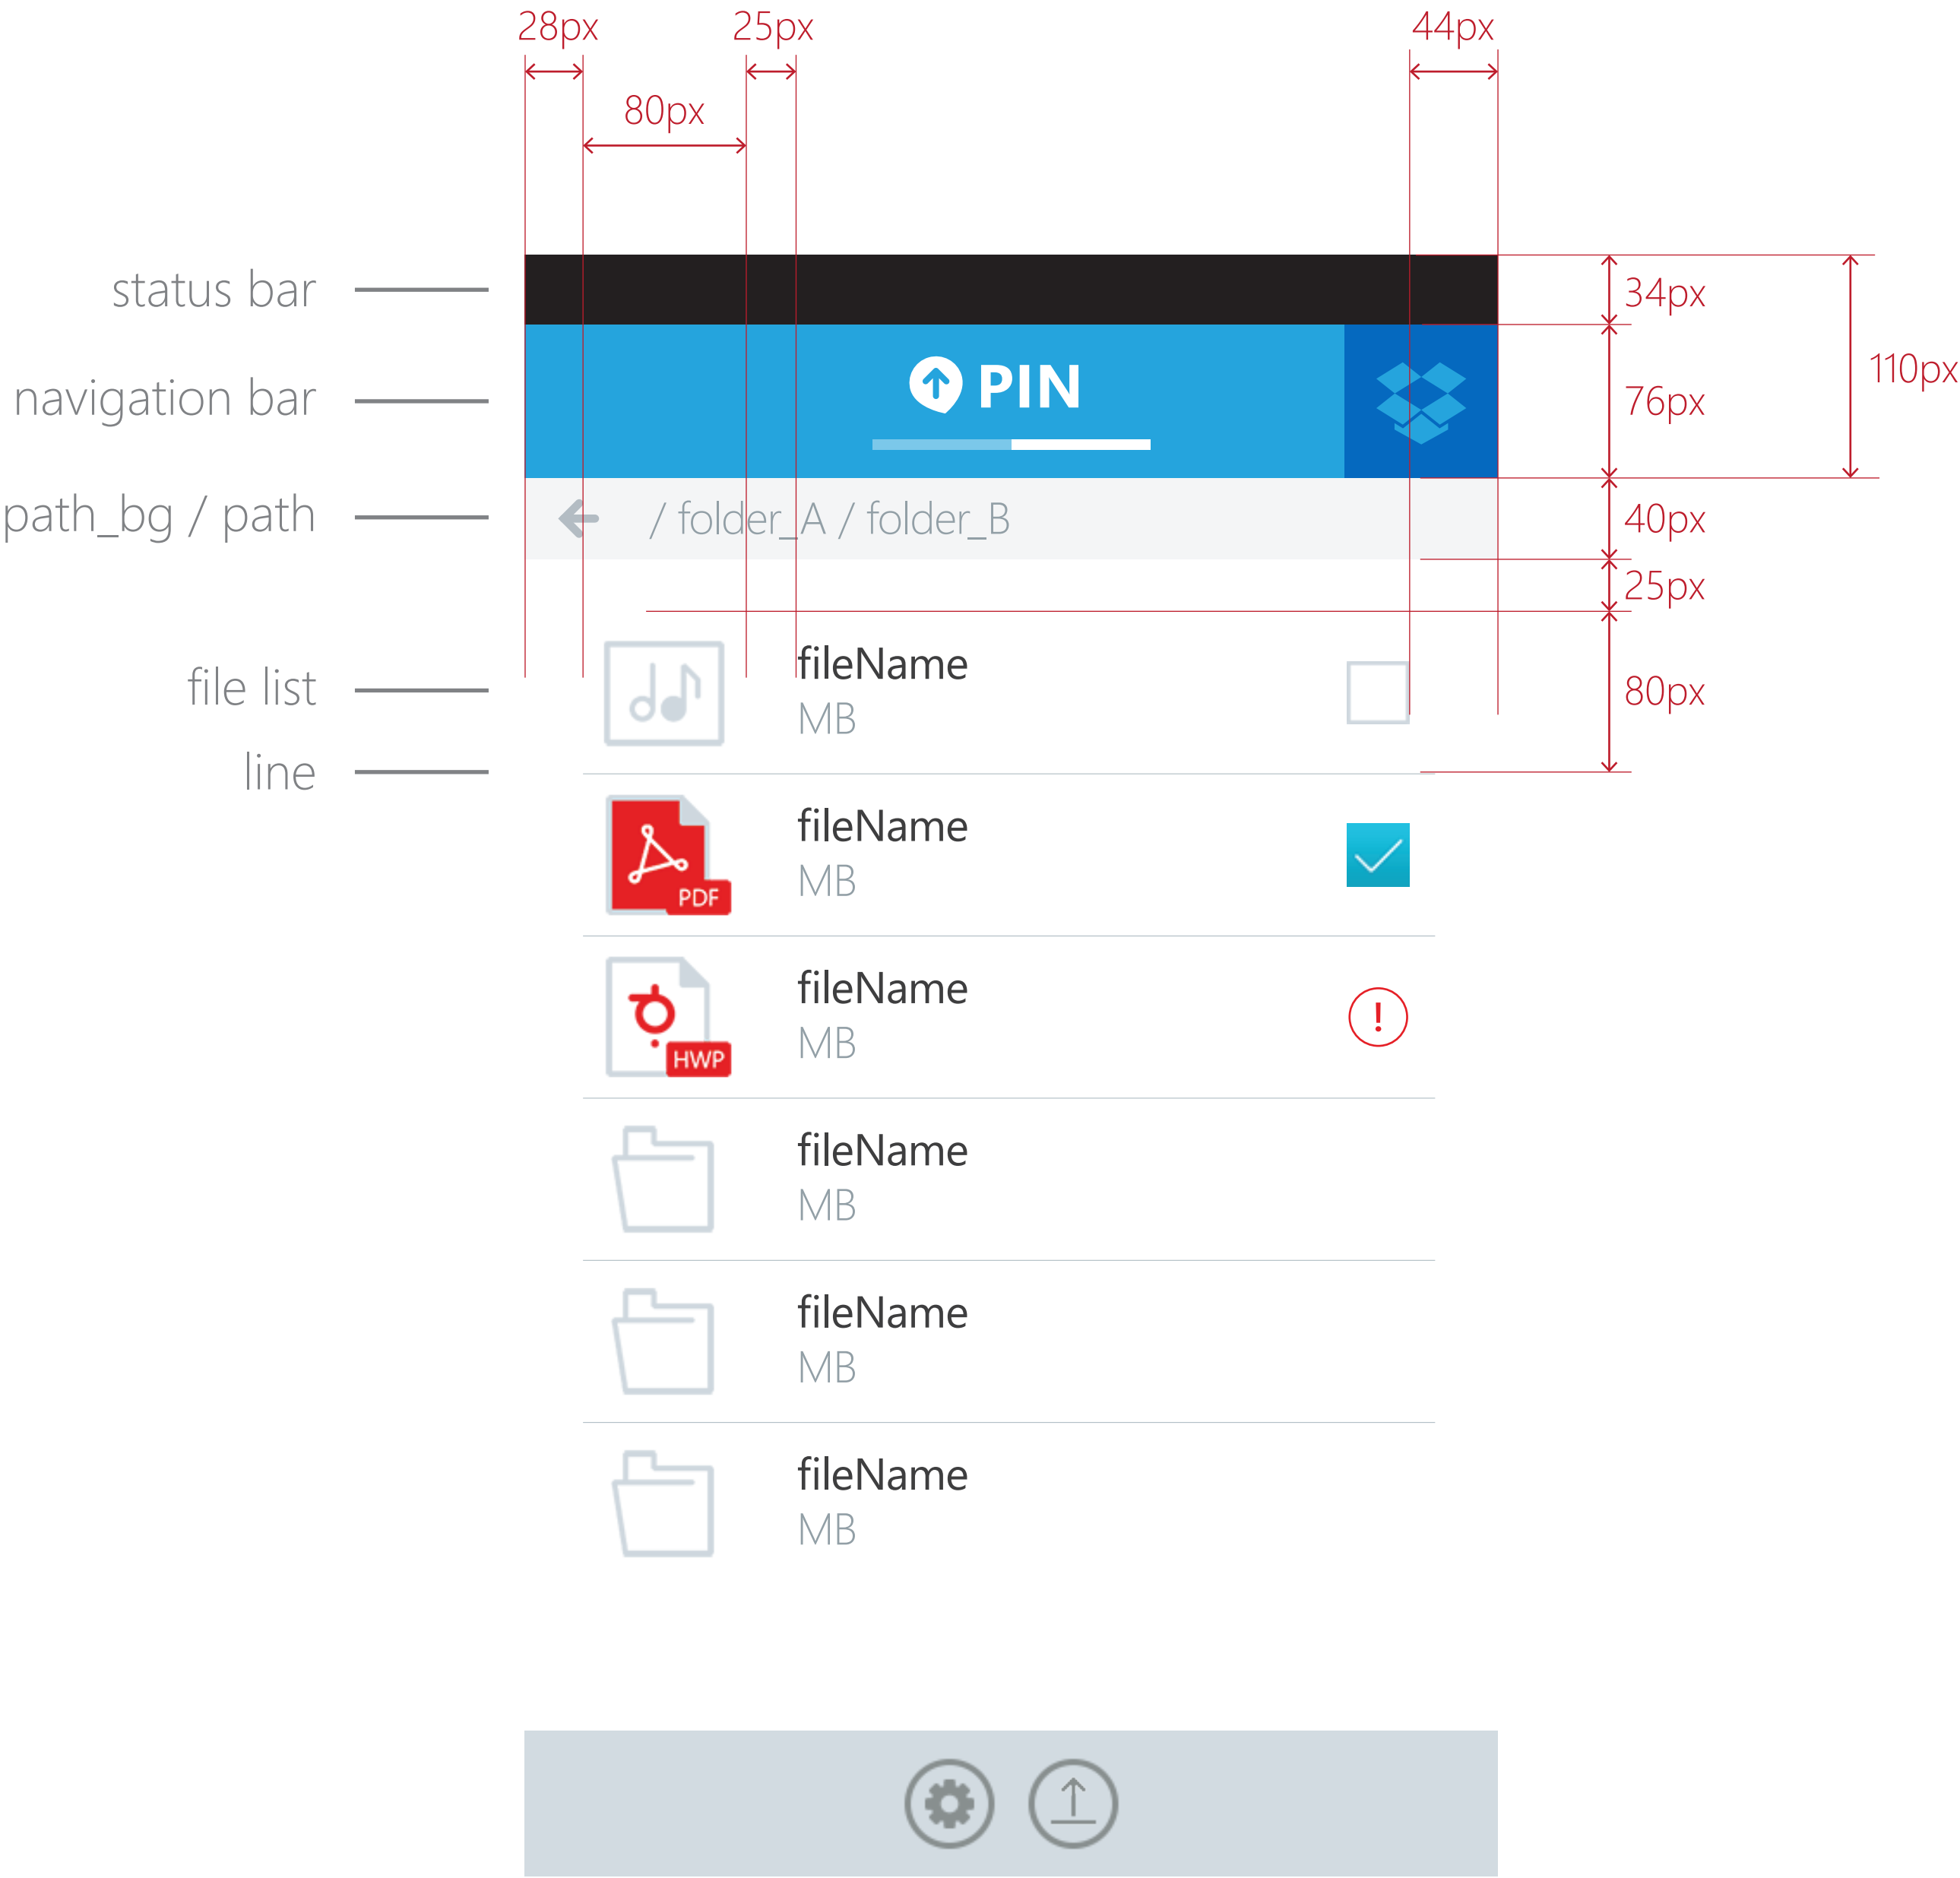 28px
25px
44px
80px
status bar
34px
PIN
110px
navigation bar
76px
path_bg / path
/ folder_A / folder_B
40px
25px
file list
fileName
MB
80px
line
fileName
MB
PDF
fileName
MB
!
HWP
fileName
MB
fileName
MB
fileName
MB